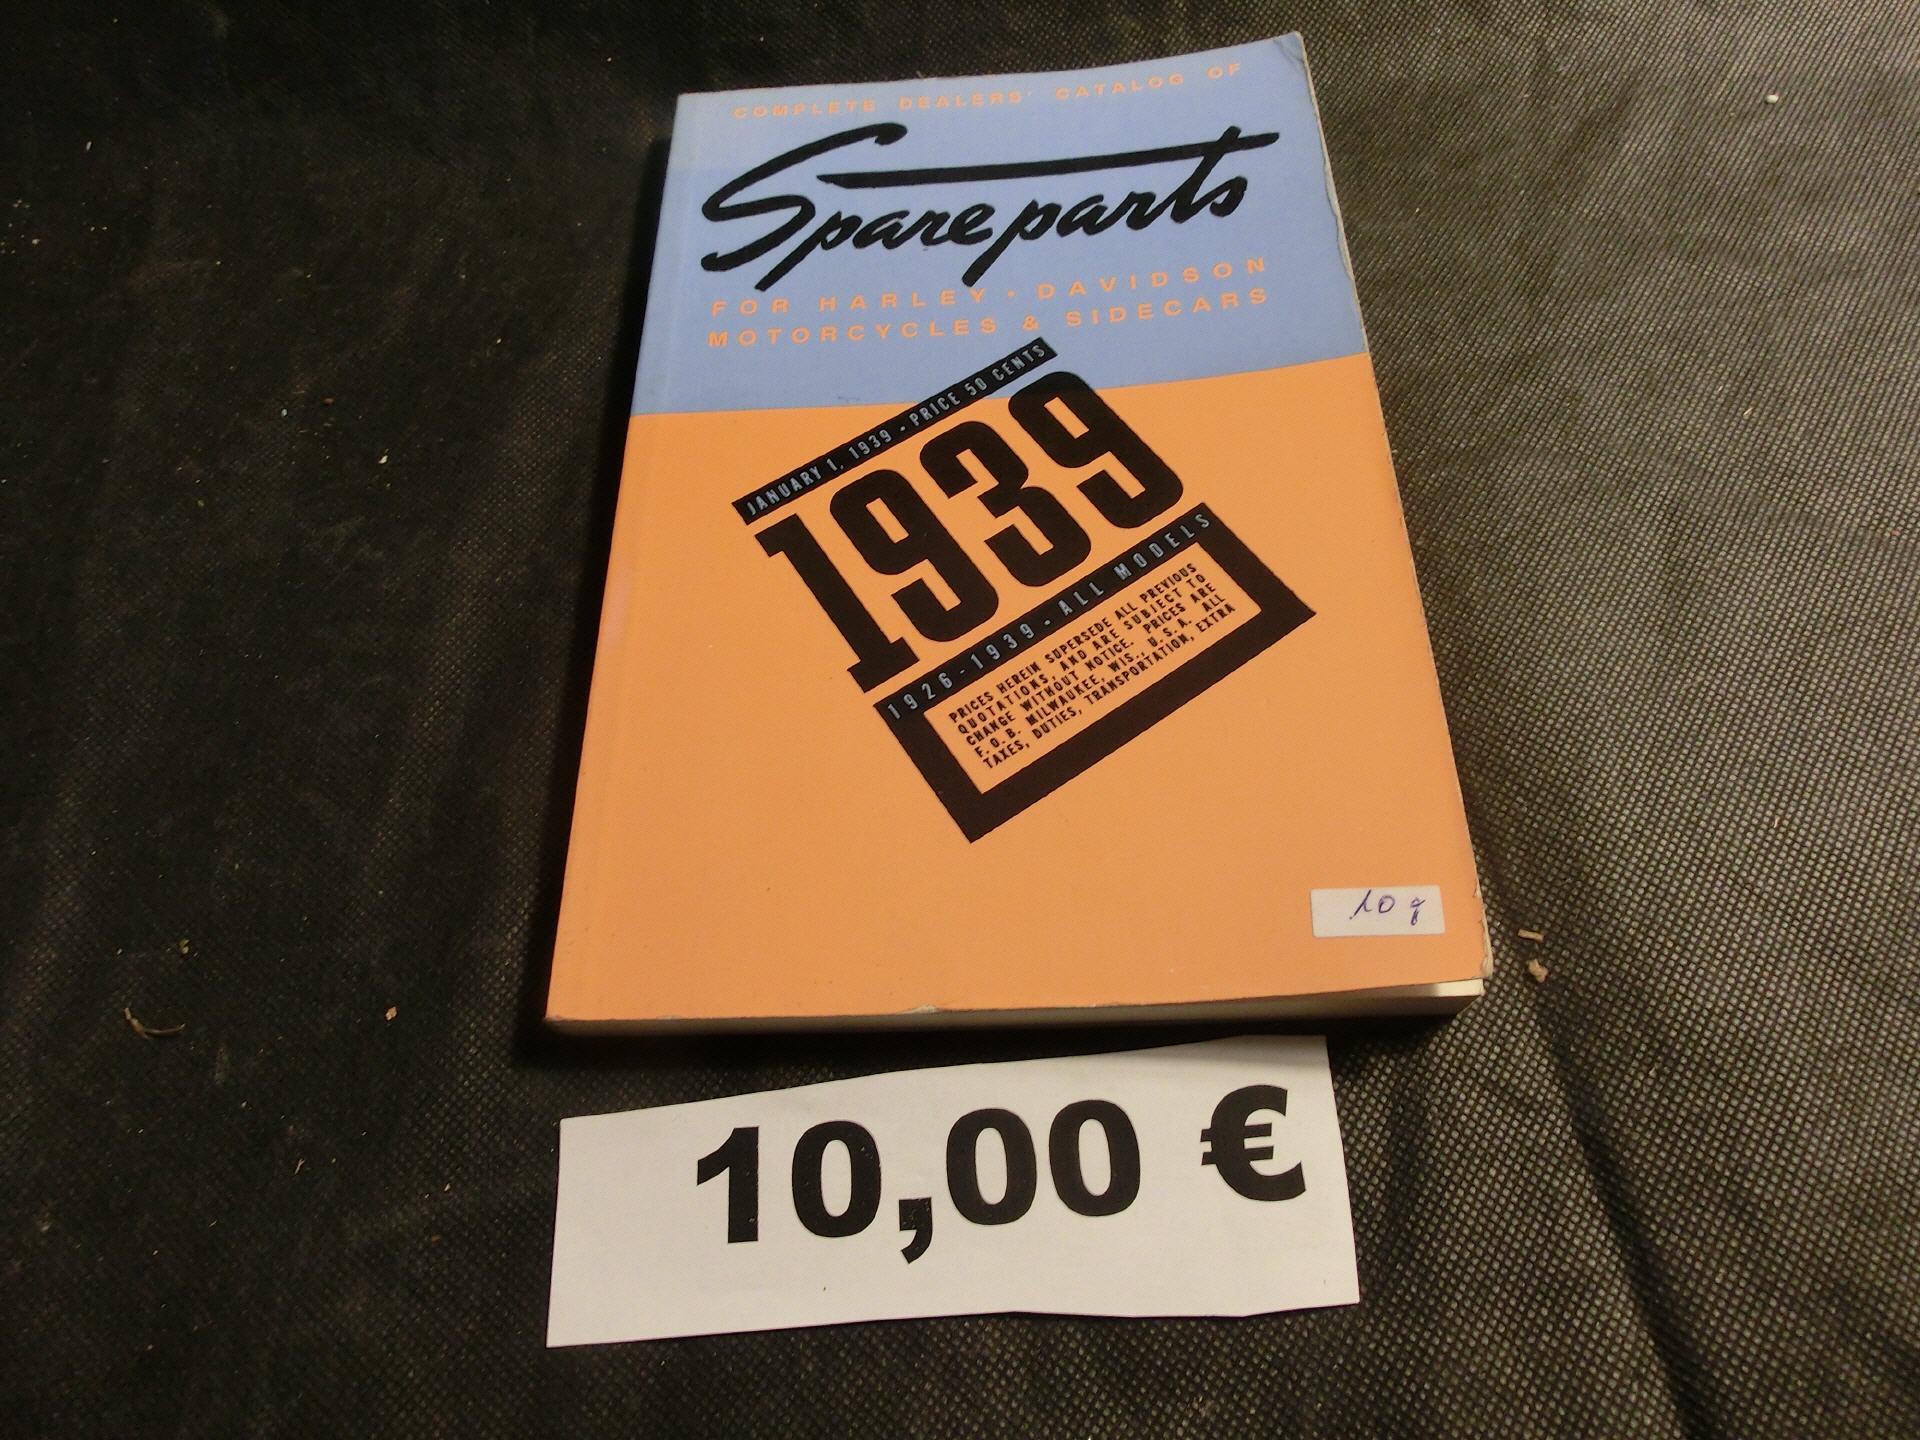 COMPLETE DEALERS' CATALOG OF
Spare parts
FOR HARLEY · DAVIDSON
MOTORCYCLES & SIDECARS
JANUARY 1, 1939 - PRICE 50 CENTS
1939
1926 - 1939 - ALL MODELS
PRICES HEREIN SUPERSEDE ALL PREVIOUS
QUOTATIONS, AND ARE SUBJECT TO
CHANGE WITHOUT NOTICE. PRICES ARE
F.O.B. MILWAUKEE, WIS., U.S.A. ALL
TAXES, DUTIES, TRANSPORTATION, EXTRA
10
10,00 €